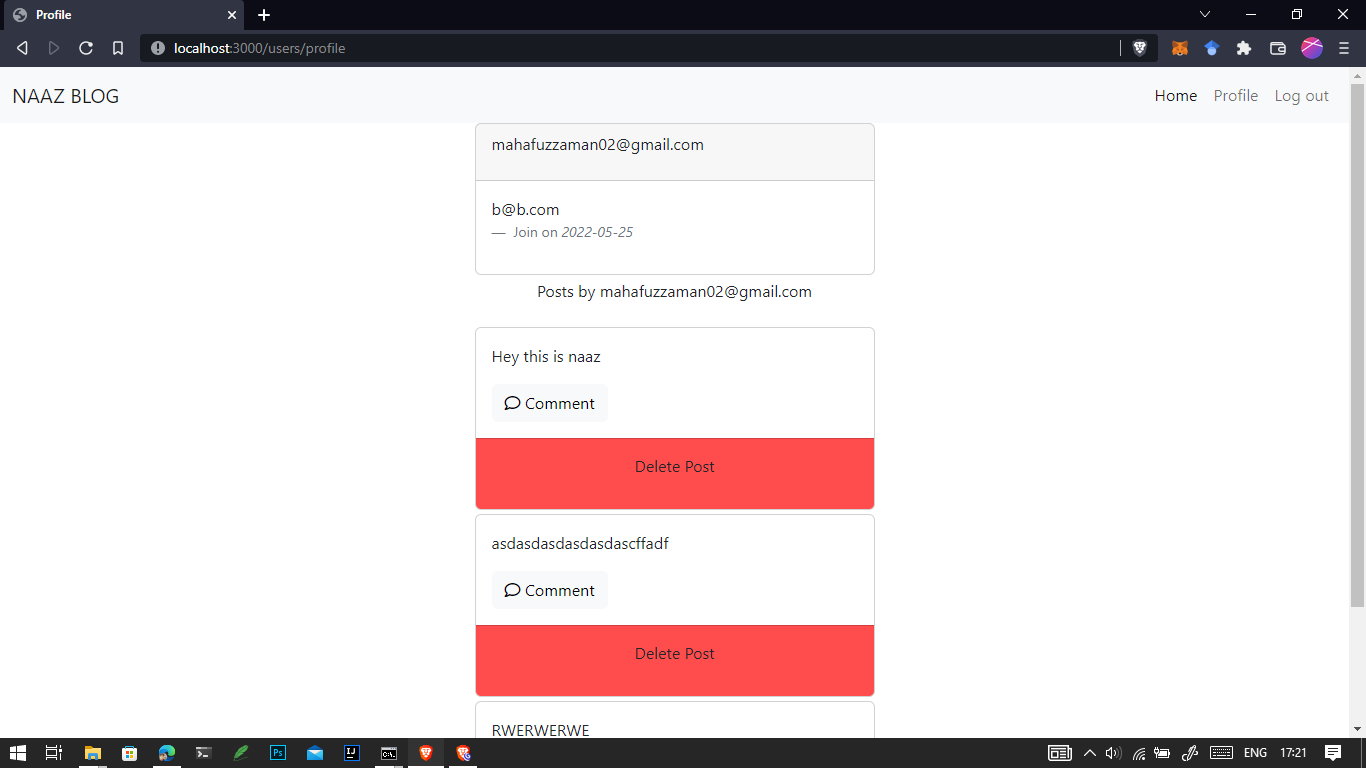 Profile
localhost:3000/users/profile
NAAZ BLOG
Home Profile Log out
mahafuzzaman02@gmail.com
b@b.com
— Join on 2022-05-25
Posts by mahafuzzaman02@gmail.com
Hey this is naaz
Comment
Delete Post
asdasdasdasdasdascffadf
Comment
Delete Post
RWERWERWE
Ps
IJ
C:\.
ENG 17:21